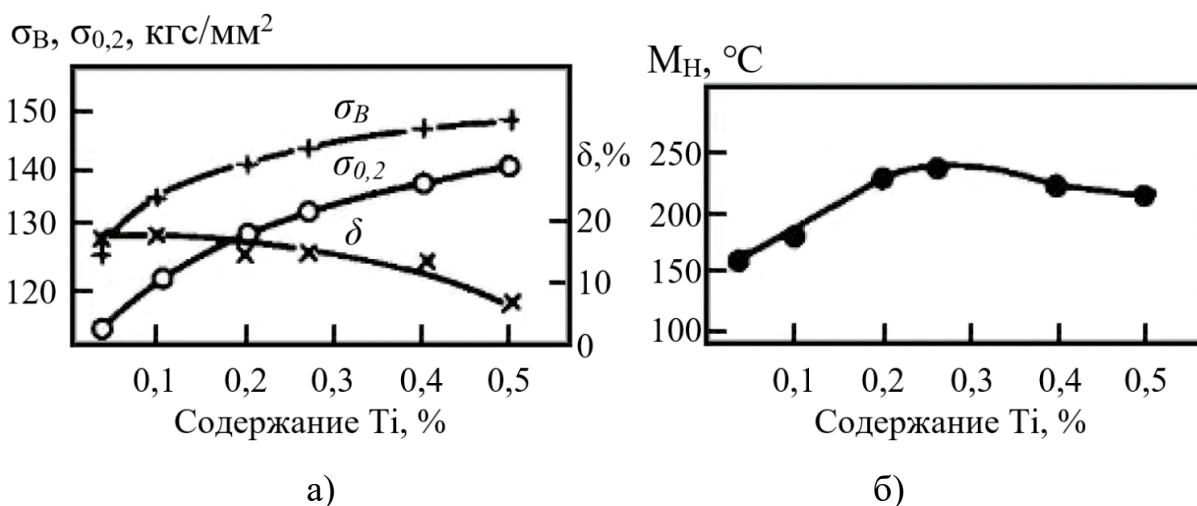 σВ, σ0,2, кгс/мм²
150
140
130
120
σВ
σ0,2
δ
δ,%
20
10
0
0,1 0,2 0,3 0,4 0,5
Содержание Ti, %
а)
МН, °С
250
200
150
100
0,1 0,2 0,3 0,4 0,5
Содержание Ti, %
б)